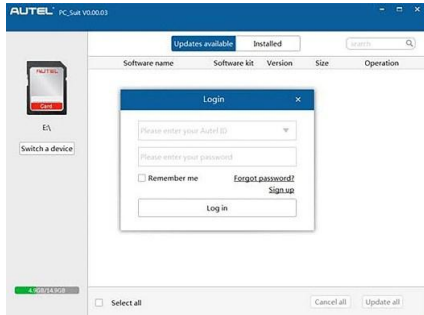 AUTEL PC_Suit V0.00.03
Updates available Installed
search
Software name Software kit Version Size Operation
AUTEL
Card
E:\
Switch a device
Login
Please enter your Autel ID
Please enter your password
Remember me Forgot password?
Sign up
Log in
4.9GB/14.9GB
Select all Cancel all Update all